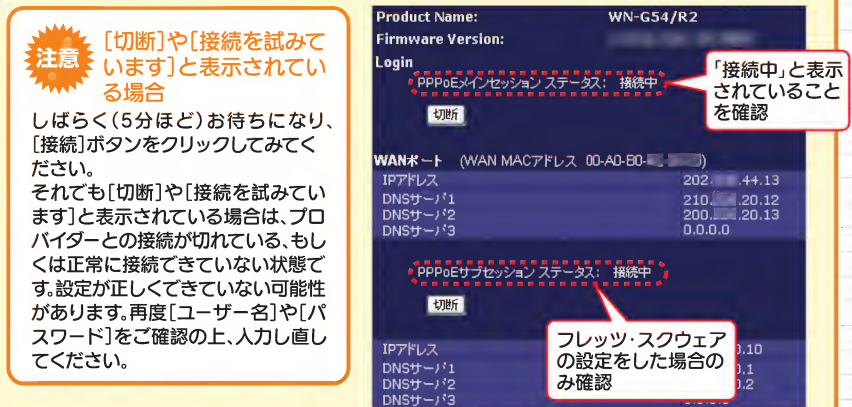 注意
[切断]や[接続を試みて
います]と表示されてい
る場合
しばらく(5分ほど)お待ちになり、
[接続]ボタンをクリックしてみてく
ださい。
それでも[切断]や[接続を試みてい
ます]と表示されている場合は、プロ
バイダーとの接続が切れている、もし
くは正常に接続できていない状態で
す。設定が正しくできていない可能性
があります。再度[ユーザー名]や[パ
スワード]をご確認の上、入力し直し
てください。
Product Name: WN-G54/R2
Firmware Version:
Login
PPPoEメインセッション ステータス: 接続中
「接続中」と表示
されていること
を確認
切断
WANポート (WAN MACアドレス 00-A0-B0- )
IPアドレス 202. .44.13
DNSサーバ1 210. .20.12
DNSサーバ2 200. .20.13
DNSサーバ3 0.0.0.0
PPPoEサブセッション ステータス: 接続中
切断
フレッツ・スクウェア
の設定をした場合の
み確認
IPアドレス .10
DNSサーバ1 .1
DNSサーバ2 .2
DNSサーバ3